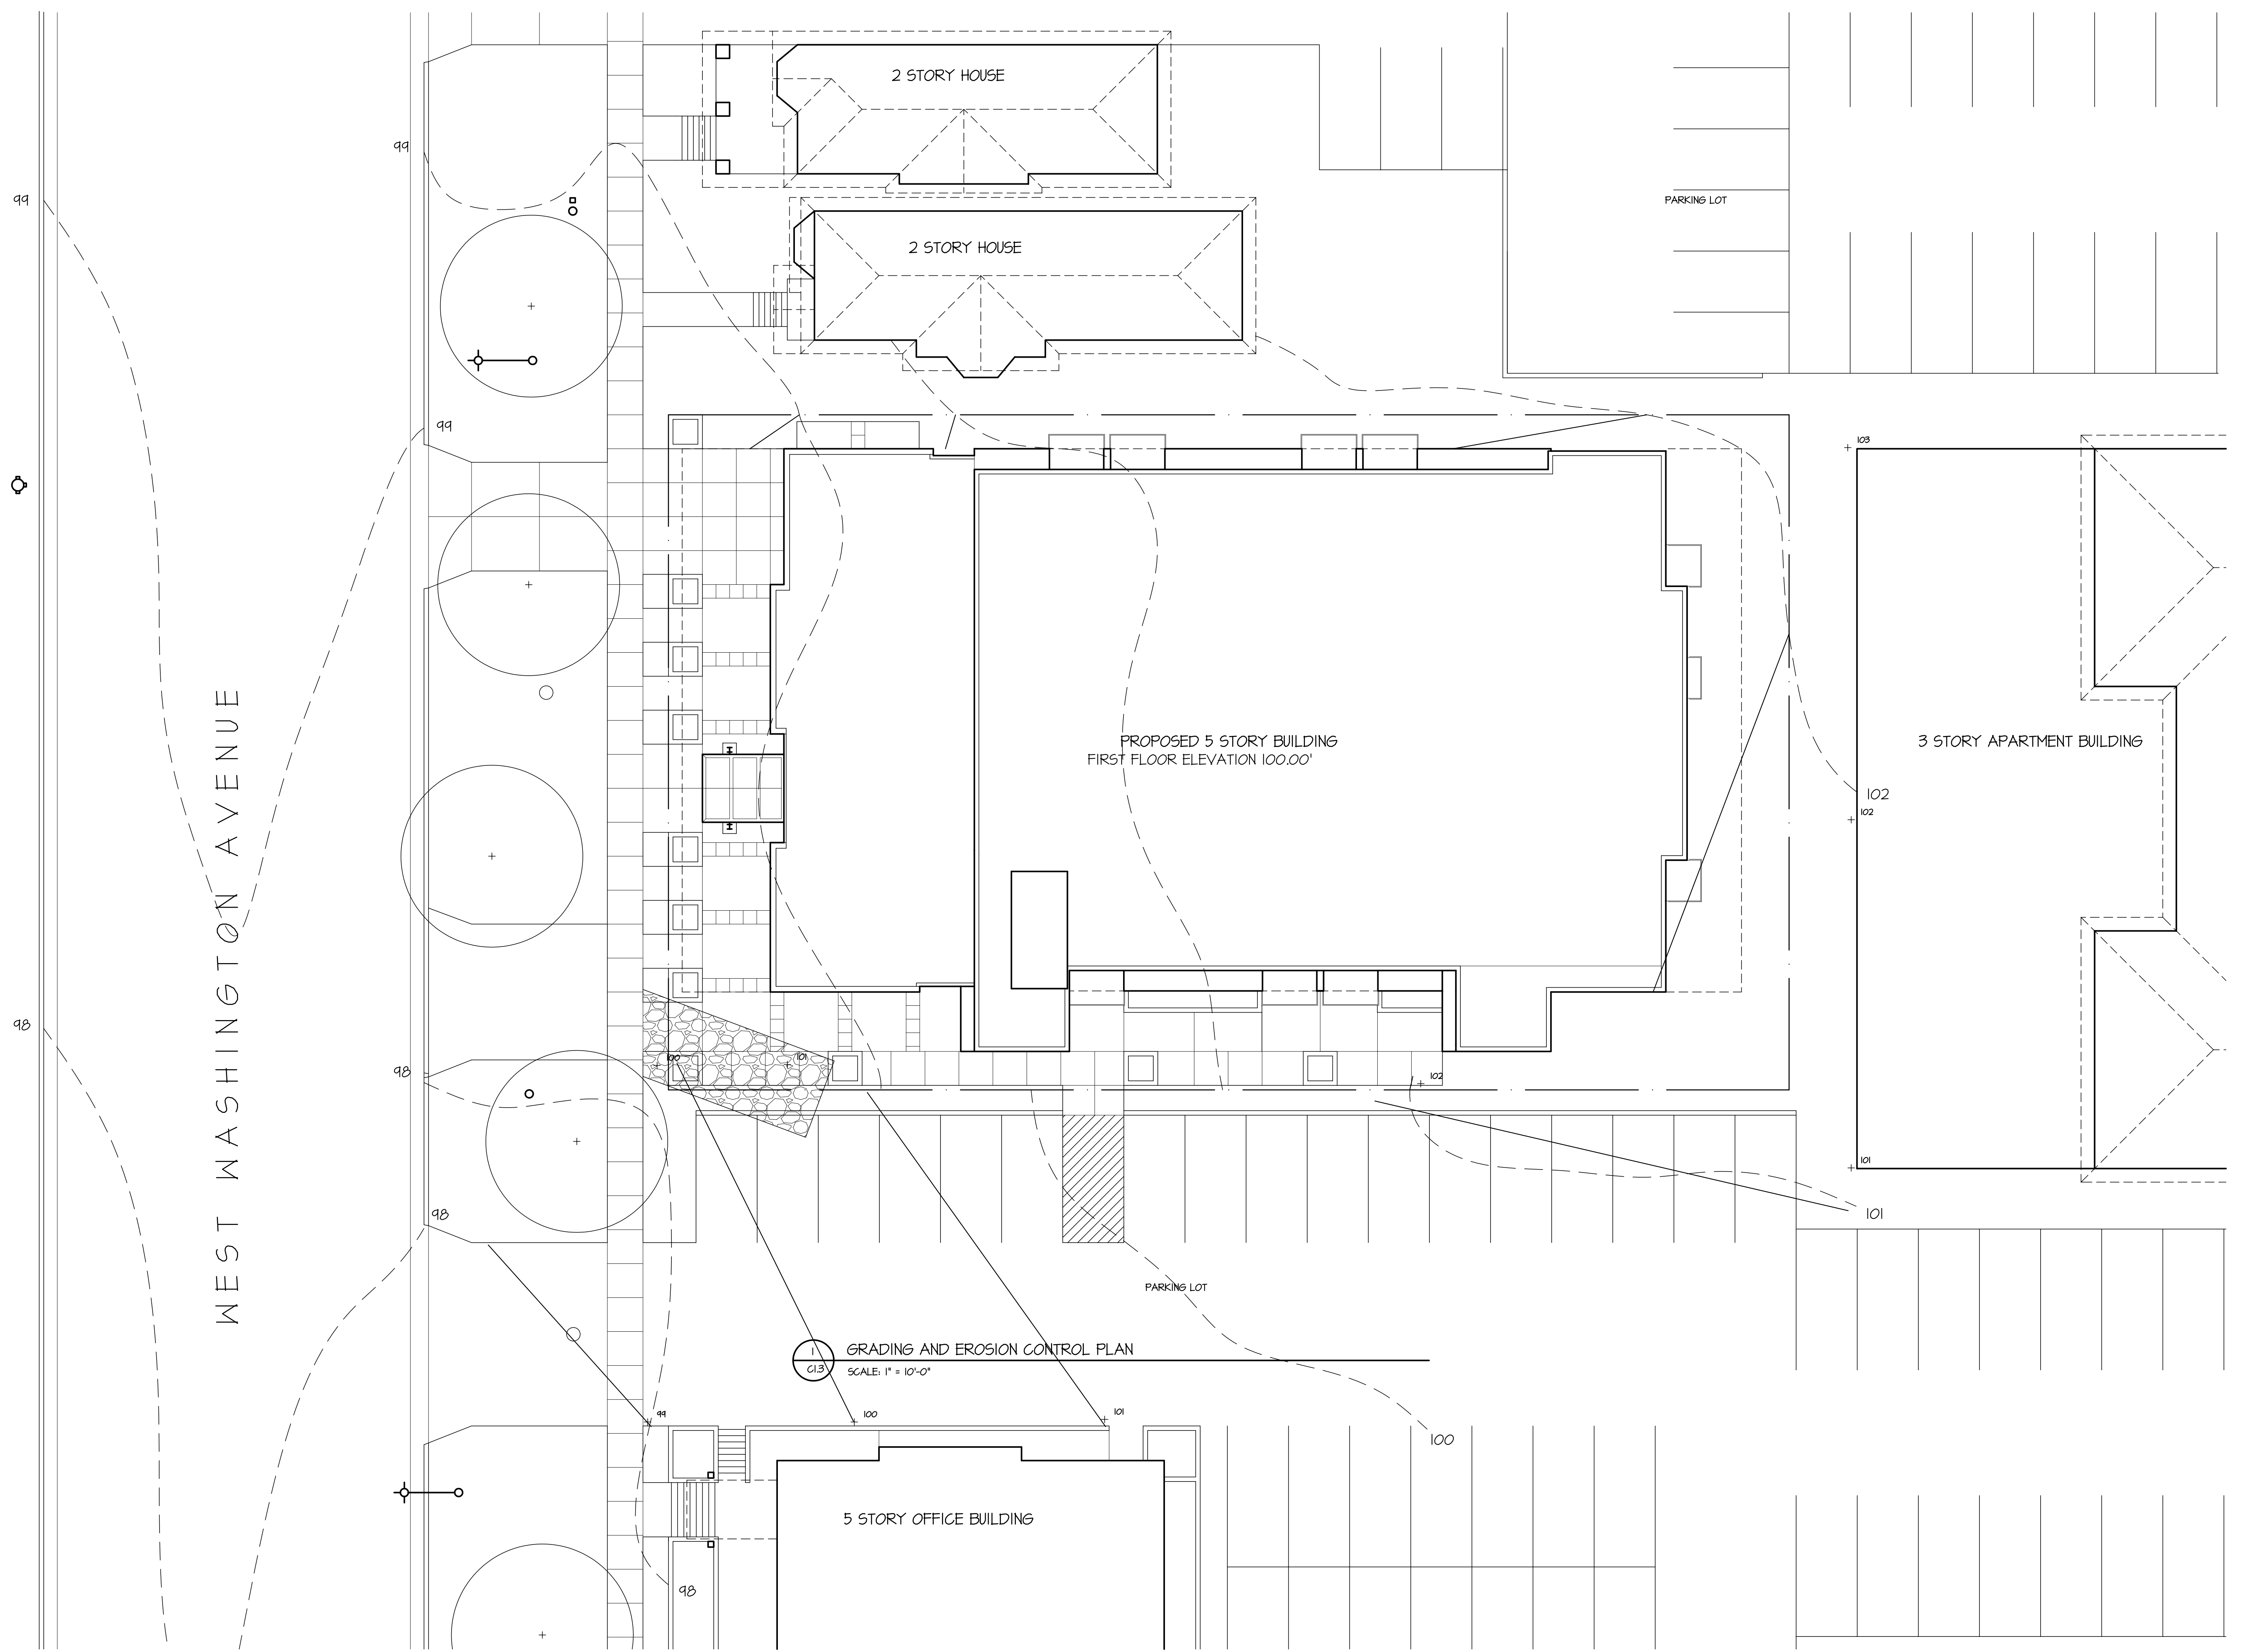 2 STORY HOUSE
99
99
PARKING LOT
2 STORY HOUSE
99
103
WEST WASHINGTON AVENUE
PROPOSED 5 STORY BUILDING
FIRST FLOOR ELEVATION 100.00'
3 STORY APARTMENT BUILDING
102
102
98
100
101
98
102
101
98
101
PARKING LOT
1
C1.3
GRADING AND EROSION CONTROL PLAN
SCALE: 1" = 10'-0"
99
100
101
100
5 STORY OFFICE BUILDING
98